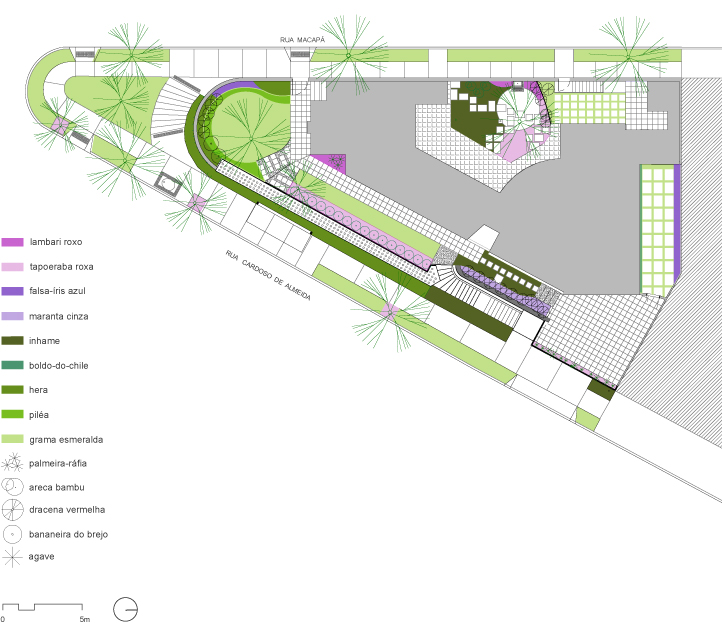 RUA MACAPÁ
RUA CARDOSO DE ALMEIDA
lambari roxo
tapoeraba roxa
falsa-íris azul
maranta cinza
inhame
boldo-do-chile
hera
piléa
grama esmeralda
palmeira-ráfia
areca bambu
dracena vermelha
bananeira do brejo
agave
0 5m